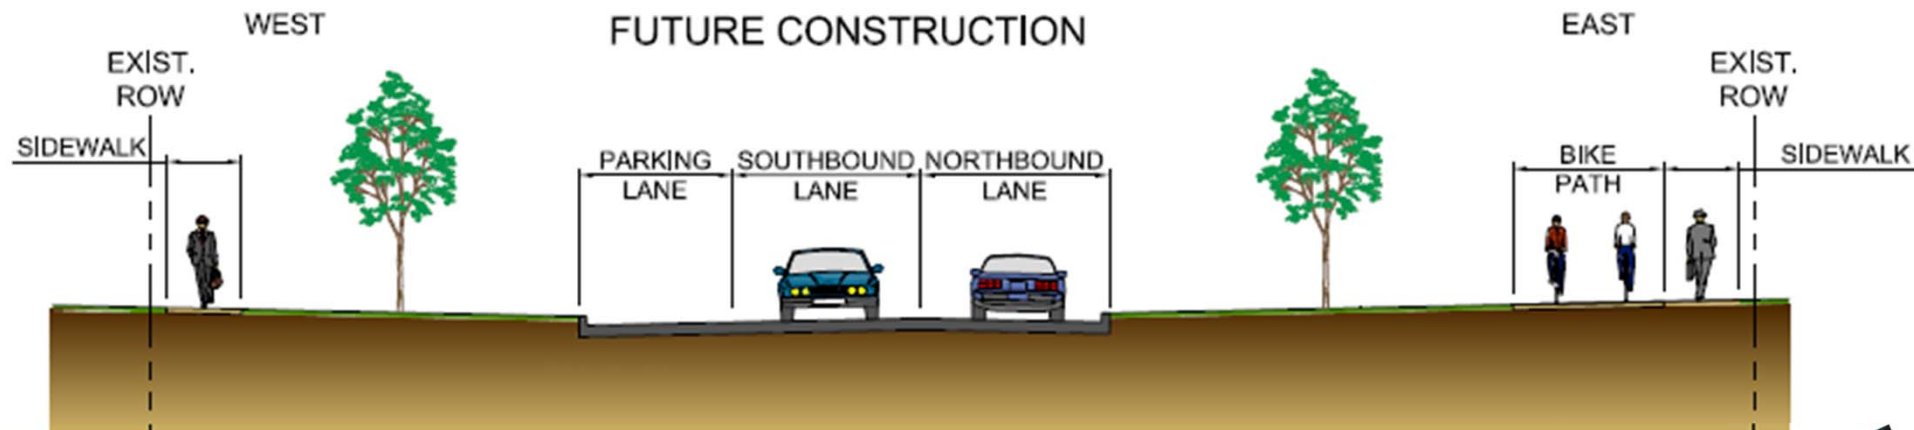 WEST
FUTURE CONSTRUCTION
EAST
EXIST.
ROW
EXIST.
ROW
SIDEWALK
PARKING
LANE
SOUTHBOUND
LANE
NORTHBOUND
LANE
BIKE
PATH
SIDEWALK